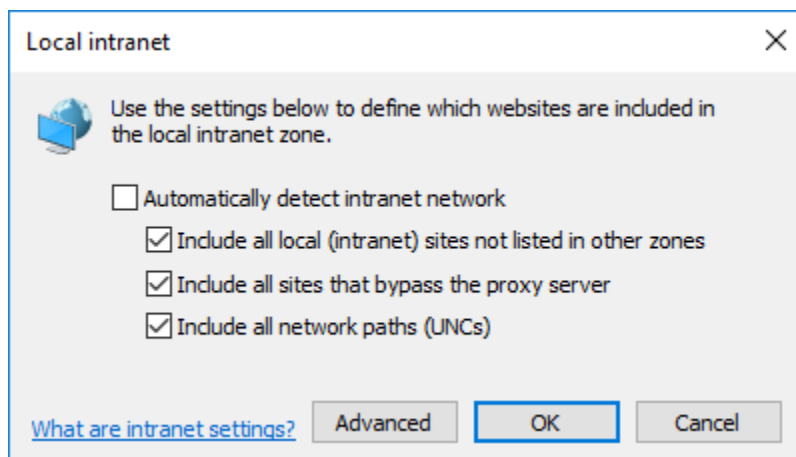 Local intranet
Use the settings below to define which websites are included in
the local intranet zone.
Automatically detect intranet network
Include all local (intranet) sites not listed in other zones
Include all sites that bypass the proxy server
Include all network paths (UNCs)
What are intranet settings? Advanced OK Cancel